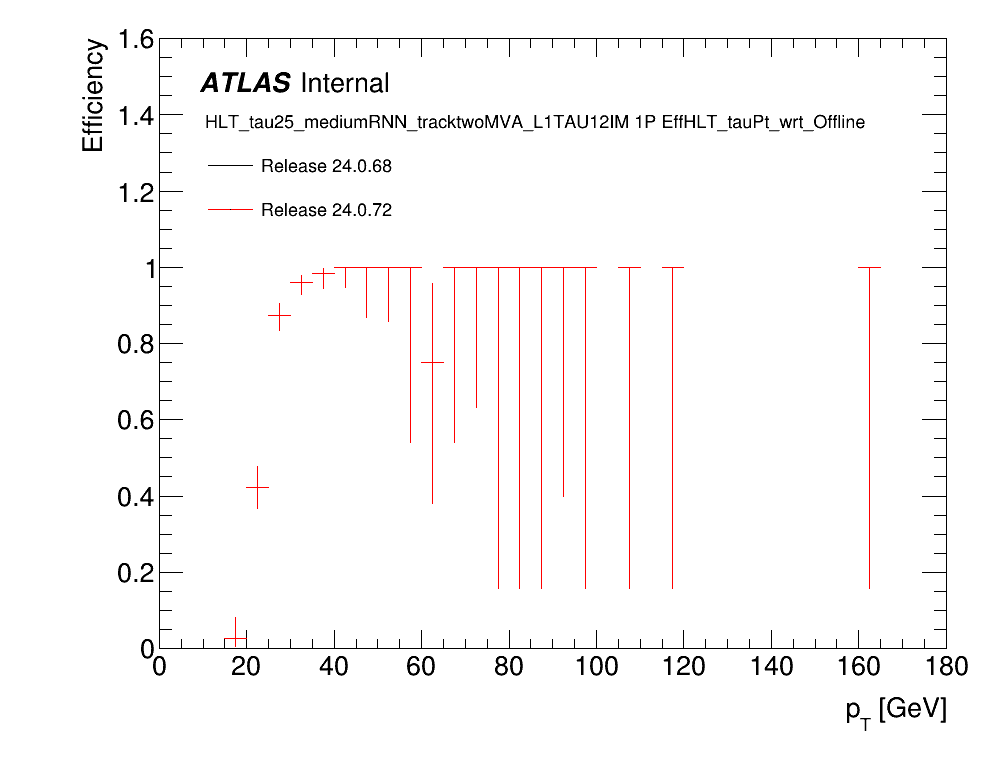 1.6
Efficiency
ATLAS Internal
1.4
HLT_tau25_mediumRNN_tracktwoMVA_L1TAU12IM 1P EffHLT_tauPt_wrt_Offline
Release 24.0.68
1.2
Release 24.0.72
1
0.8
0.6
0.4
0.2
0
0 20 40 60 80 100 120 140 160 180
p_T [GeV]